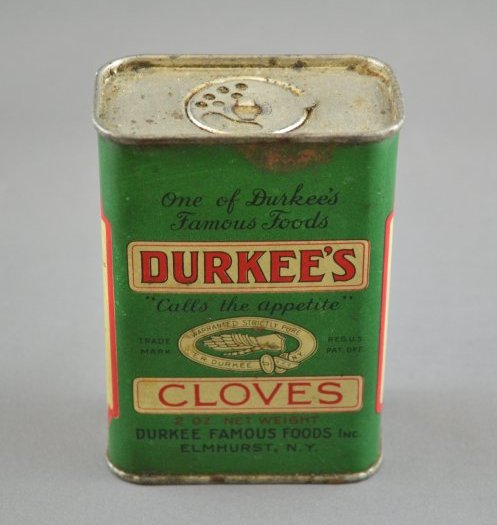 One of Durkee's
Famous Foods
DURKEE'S
"Calls the appetite"
WARRANTED STRICTLY PURE
TRADE MARK
REG. U.S. PAT. OFF.
E.R. DURKEE
CLOVES
2 OZ. NET WEIGHT
DURKEE FAMOUS FOODS INC.
ELMHURST, N.Y.